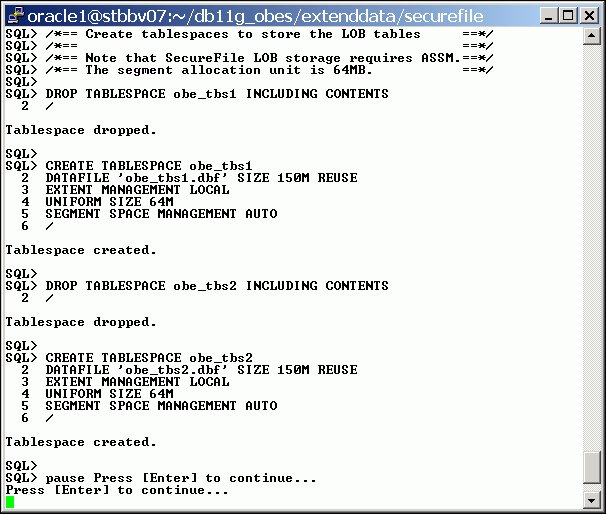 oracle1@stbbv07:~/db11g_obes/extenddata/securefile
SQL> /*== Create tablespaces to store the LOB tables     ==*/
SQL> /*==                                                ==*/
SQL> /*== Note that SecureFile LOB storage requires ASSM.==*/
SQL> /*== The segment allocation unit is 64MB.           ==*/
SQL>
SQL> DROP TABLESPACE obe_tbs1 INCLUDING CONTENTS
  2  /

Tablespace dropped.

SQL>
SQL> CREATE TABLESPACE obe_tbs1
  2  DATAFILE 'obe_tbs1.dbf' SIZE 150M REUSE
  3  EXTENT MANAGEMENT LOCAL
  4  UNIFORM SIZE 64M
  5  SEGMENT SPACE MANAGEMENT AUTO
  6  /

Tablespace created.

SQL>
SQL> DROP TABLESPACE obe_tbs2 INCLUDING CONTENTS
  2  /

Tablespace dropped.

SQL>
SQL> CREATE TABLESPACE obe_tbs2
  2  DATAFILE 'obe_tbs2.dbf' SIZE 150M REUSE
  3  EXTENT MANAGEMENT LOCAL
  4  UNIFORM SIZE 64M
  5  SEGMENT SPACE MANAGEMENT AUTO
  6  /

Tablespace created.

SQL>
SQL> pause Press [Enter] to continue...
Press [Enter] to continue...